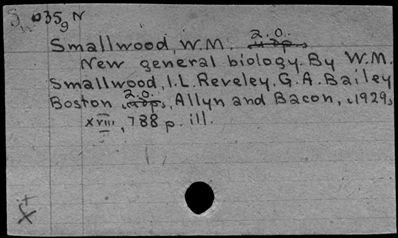 Smallwood, W.M. 2.0.
New general biology. By W.M.
Smallwood, I.L. Reveley, G.A. Bailey
2.0.
Boston, Allyn and Bacon, c1929,
xviii, 788 p. ill.